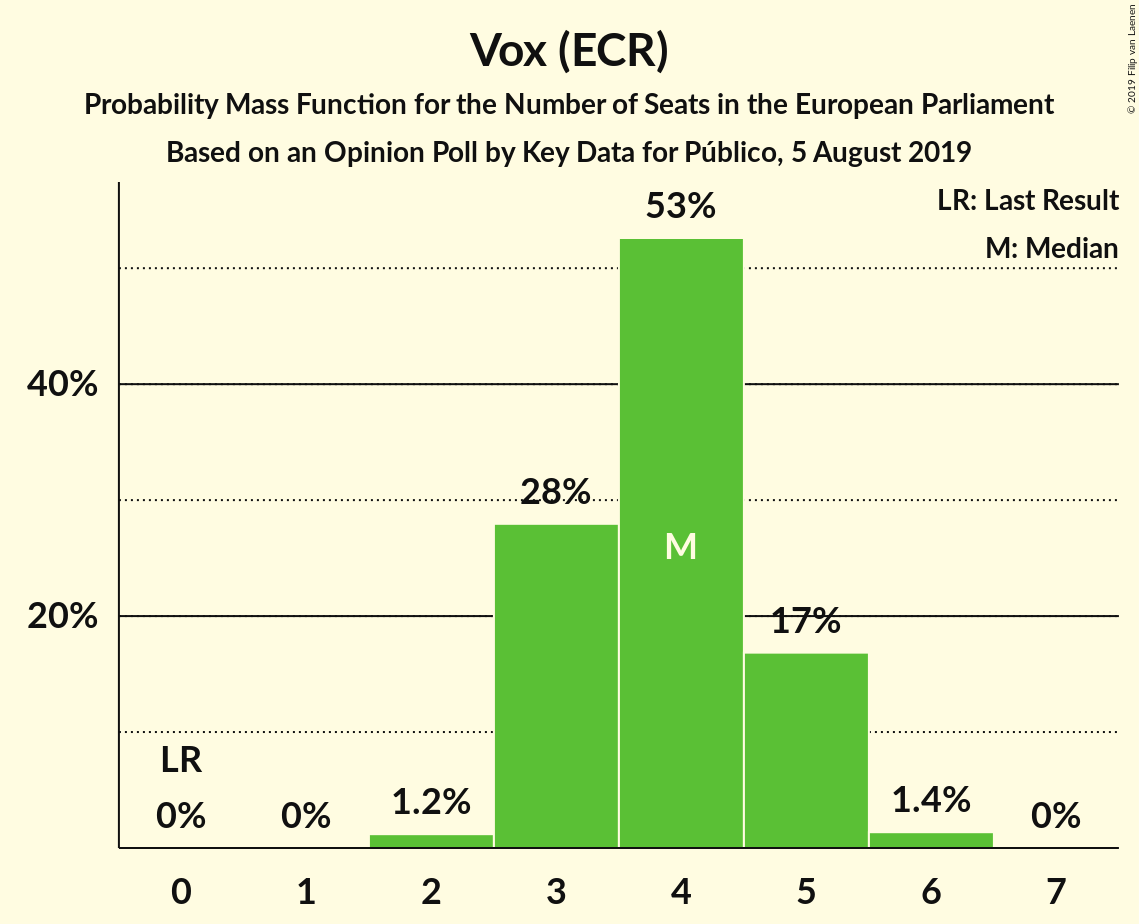 Vox (ECR)
Probability Mass Function for the Number of Seats in the European Parliament
Based on an Opinion Poll by Key Data for Público, 5 August 2019
© 2019 Filip van Laenen
LR: Last Result
M: Median
53%
40%
28%
M
20%
17%
LR
0%
0%
1.2%
1.4%
0%
0
1
2
3
4
5
6
7